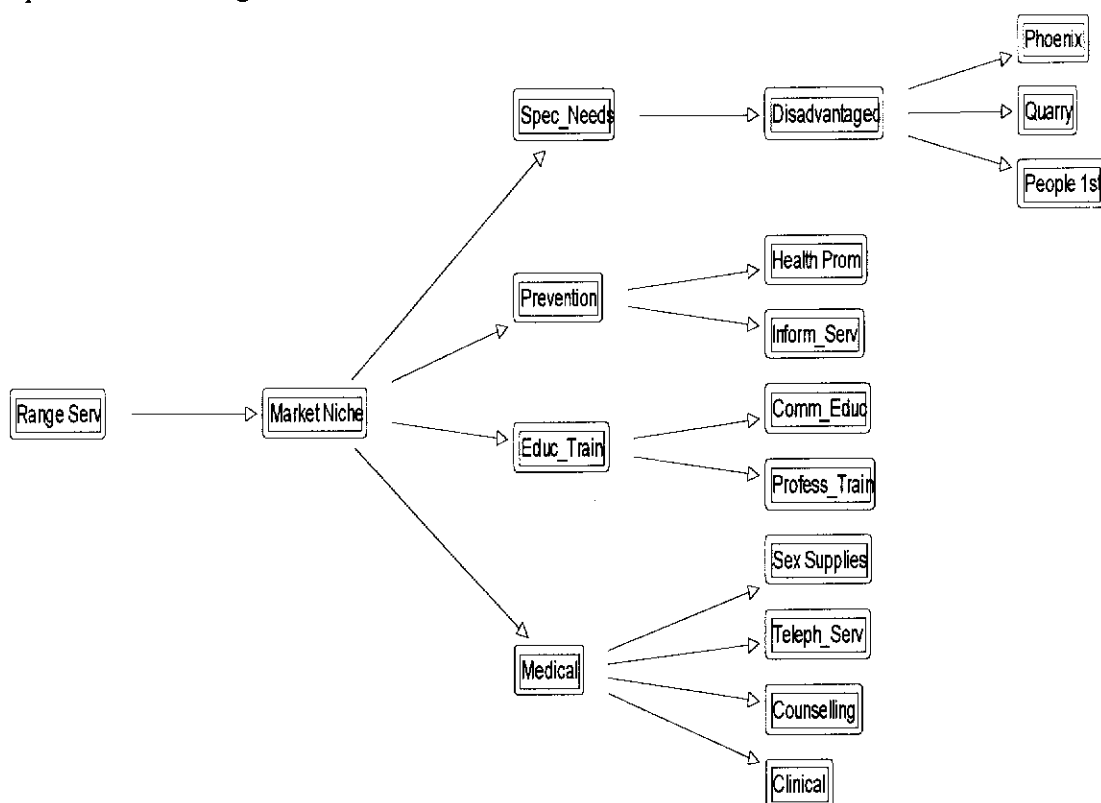 Phoenix
Spec_Needs
Disadvantaged
Quarry
People 1st
Health Prom
Prevention
Inform_Serv
Range Serv
Market Niche
Comm_Educ
Educ_Train
Profess_Train
Sex Supplies
Teleph_Serv
Medical
Counselling
Clinical